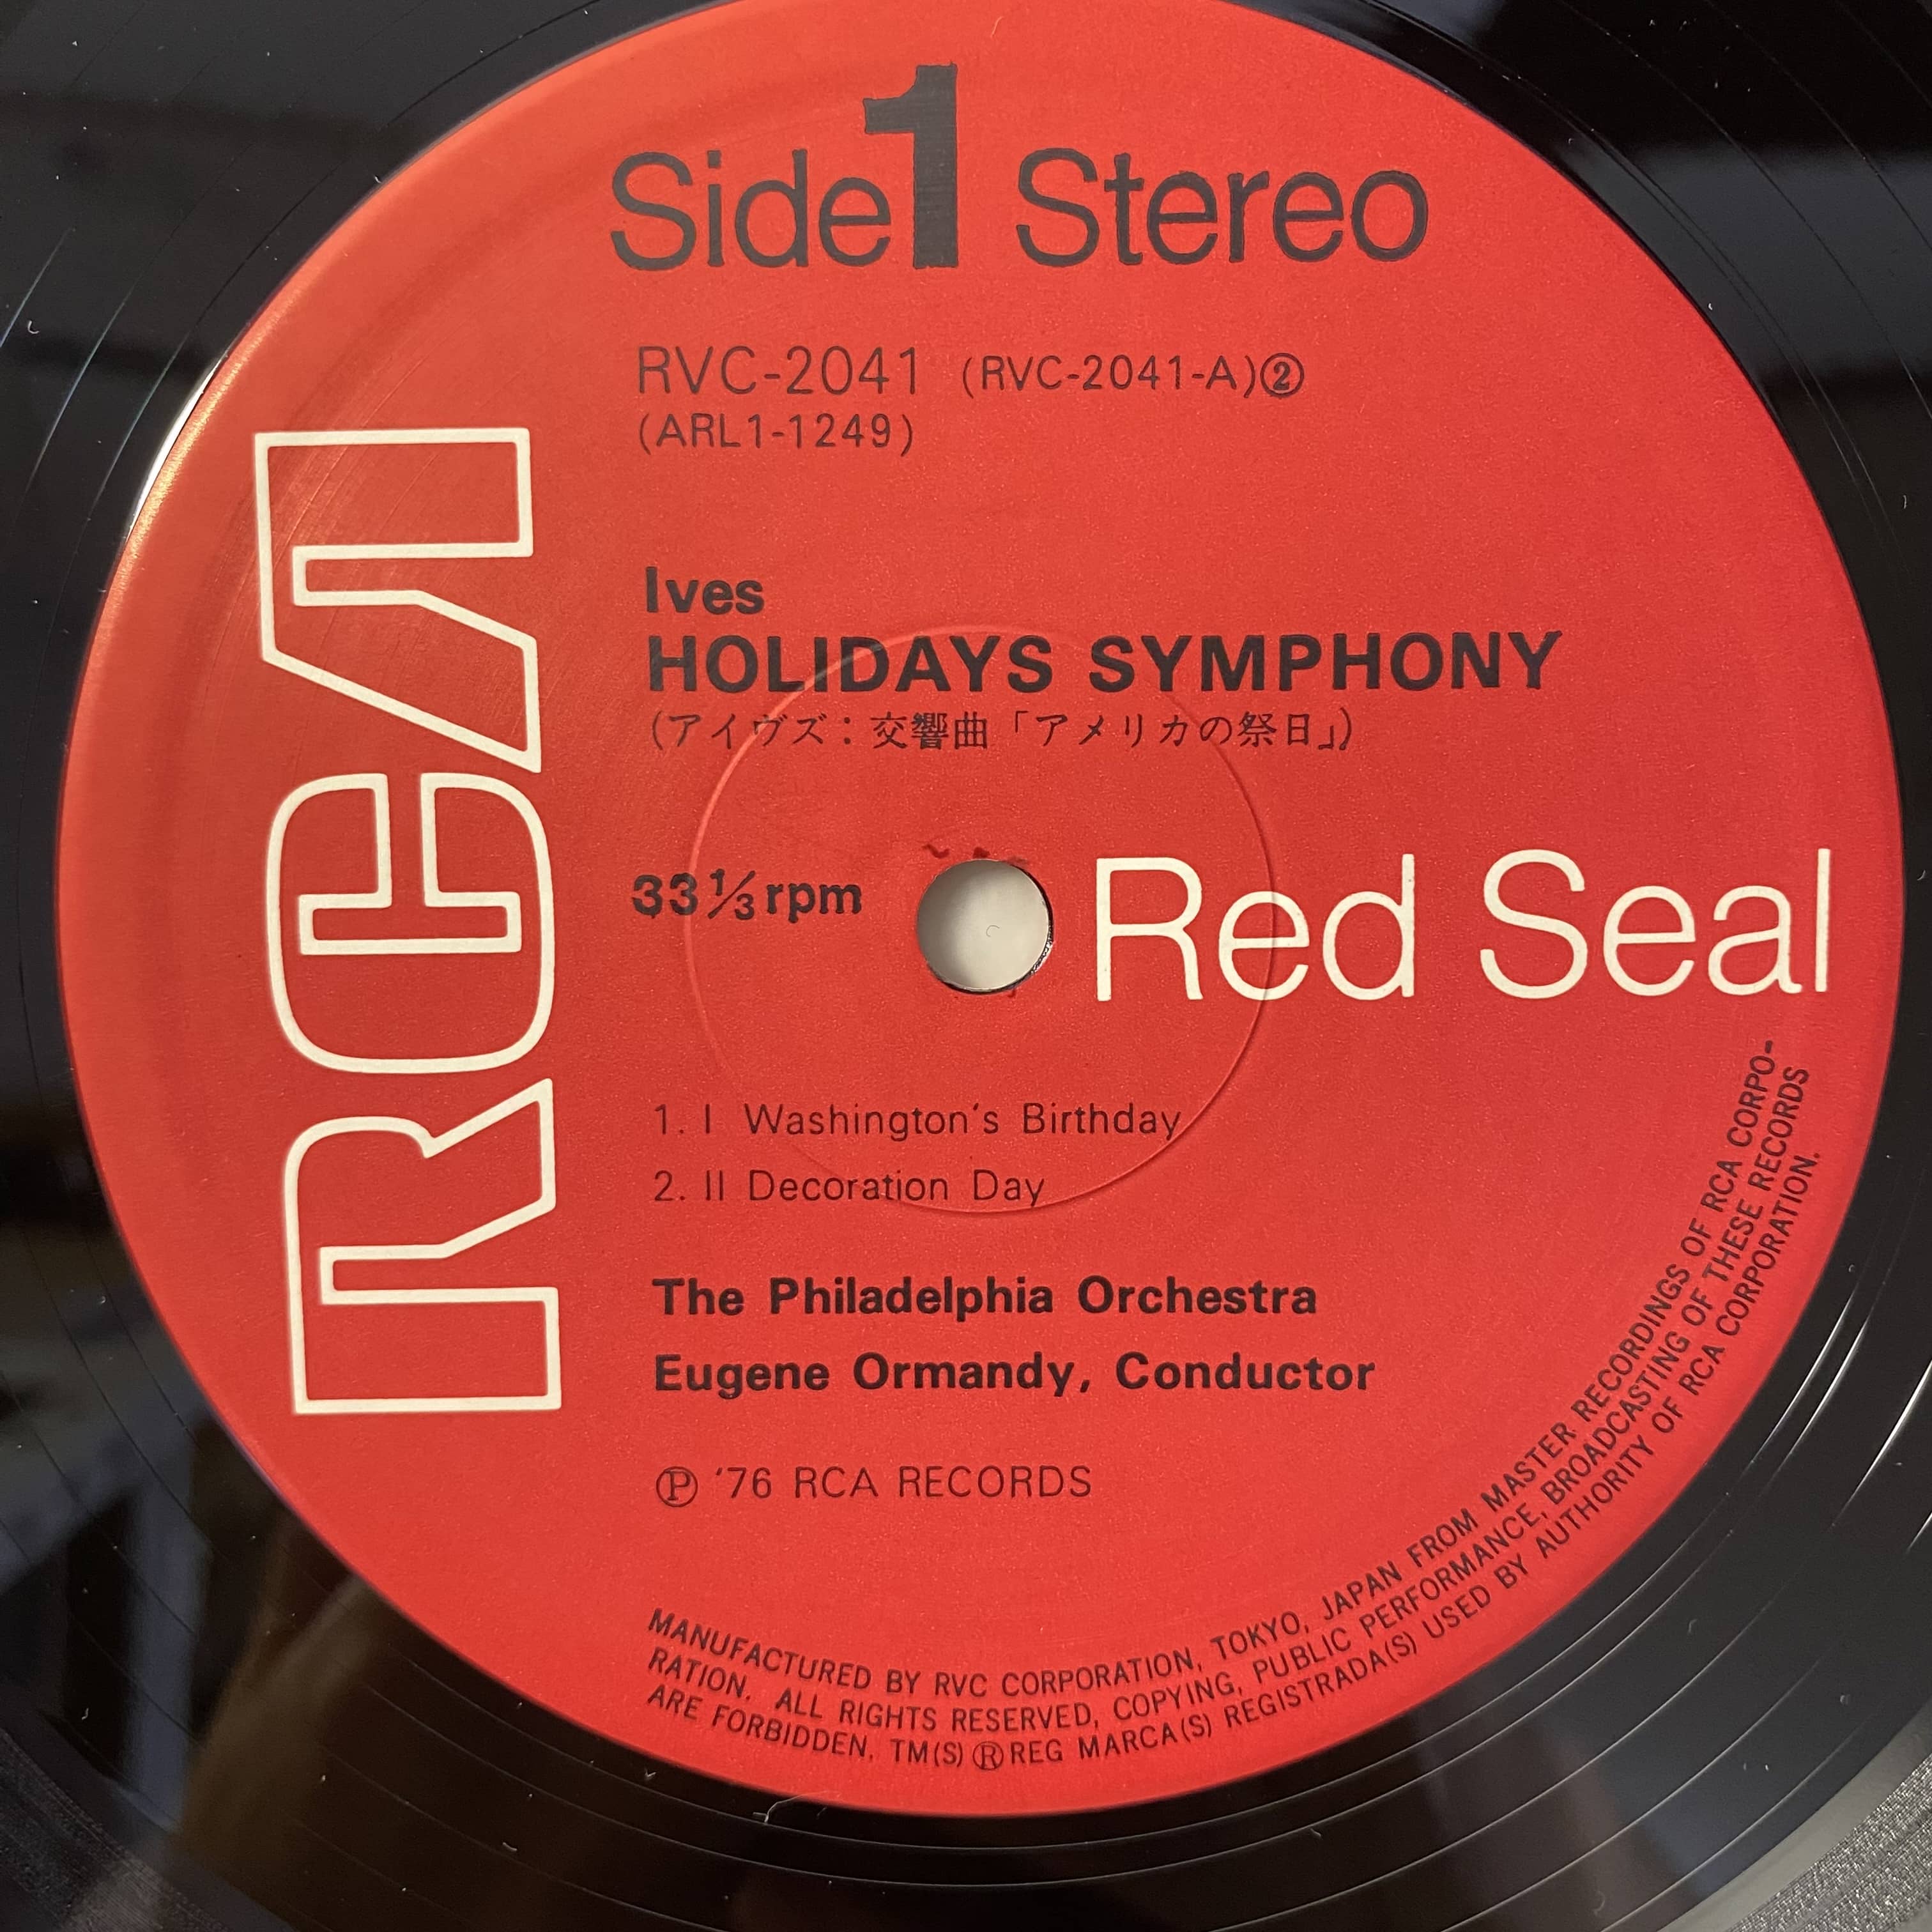 Side 1 Stereo
RVC-2041 (RVC-2041-A)②
(ARL1-1249)
RCA
Ives
HOLIDAYS SYMPHONY
(アイヴズ：交響曲「アメリカの祭日」)
33⅓rpm
Red Seal
1. I Washington's Birthday
2. II Decoration Day
The Philadelphia Orchestra
Eugene Ormandy, Conductor
Ⓟ '76 RCA RECORDS
MANUFACTURED BY RVC CORPORATION, TOKYO, JAPAN FROM MASTER RECORDINGS OF RCA CORPO-
RATION. ALL RIGHTS RESERVED, COPYING, PUBLIC PERFORMANCE, BROADCASTING OF THESE RECORDS
ARE FORBIDDEN. TM(S) ® REG MARCA(S) REGISTRADA(S) USED BY AUTHORITY OF RCA CORPORATION.